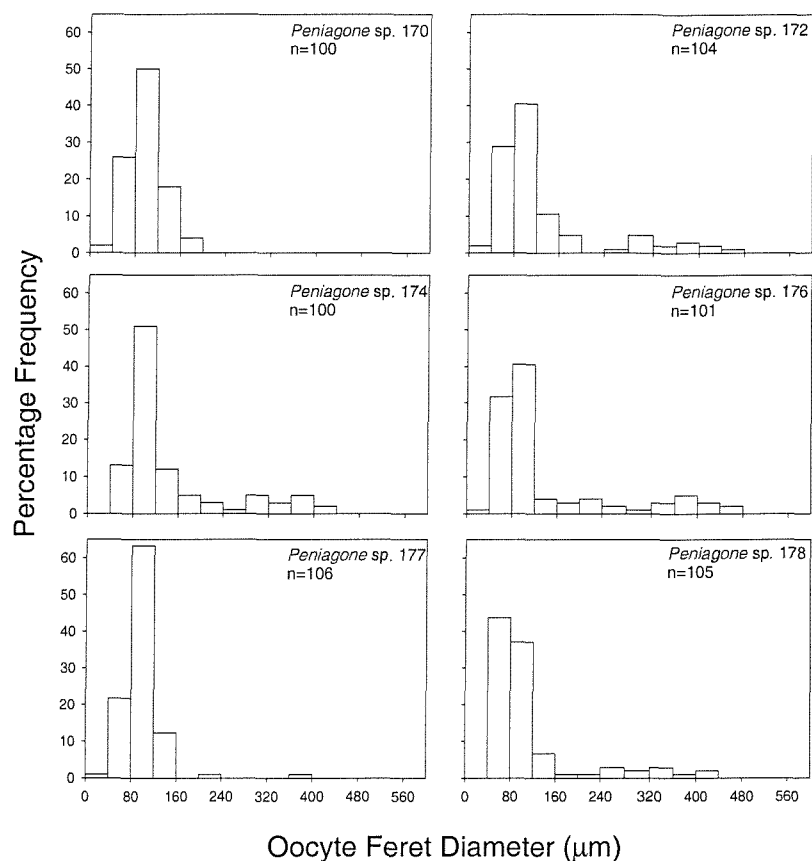 Peniagone sp. 170
n=100
60
50
40
30
20
10
0
Peniagone sp. 172
n=104
Peniagone sp. 174
n=100
60
50
40
30
20
10
0
Peniagone sp. 176
n=101
Peniagone sp. 177
n=106
60
50
40
30
20
10
0
Peniagone sp. 178
n=105
0 80 160 240 320 400 480 560
0 80 160 240 320 400 480 560
Percentage Frequency
Oocyte Feret Diameter (μm)